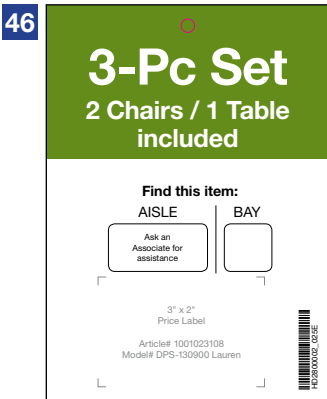 46
3-Pc Set
2 Chairs / 1 Table
included
Find this item:
AISLE
BAY
Ask an
Associate for
assistance
3" x 2"
Price Label
Article# 1001023108
Model# DPS-130900 Lauren
HD2800002_025E